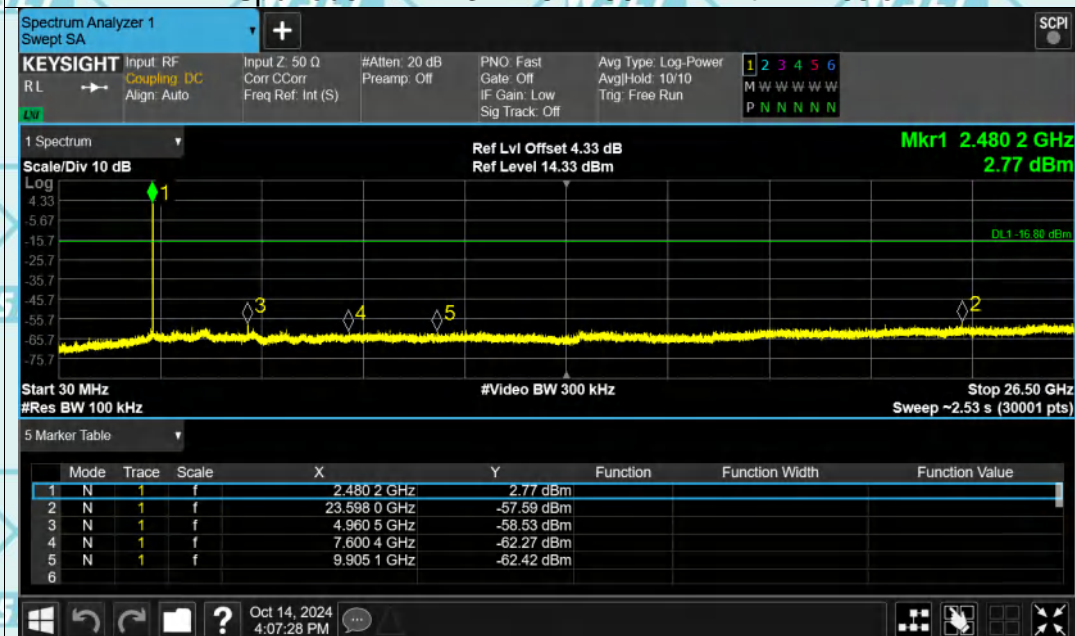 Spectrum Analyzer 1
Swept SA
+
SCPI
KEYSIGHT
RL
LNI
Input: RF
Coupling: DC
Align: Auto
Input Z: 50 Ω
Corr CCorr
Freq Ref: Int (S)
#Atten: 20 dB
Preamp: Off
PNO: Fast
Gate: Off
IF Gain: Low
Sig Track: Off
Avg Type: Log-Power
Avg|Hold: 10/10
Trig: Free Run
1 2 3 4 5 6
M W W W W W
P N N N N N
1 Spectrum
Scale/Div 10 dB
Ref Lvl Offset 4.33 dB
Ref Level 14.33 dBm
Mkr1 2.480 2 GHz
2.77 dBm
Log
4.33
-5.67
-15.7
-25.7
-35.7
-45.7
-55.7
-65.7
-75.7
1
DL1 -16.80 dBm
3
4
5
2
Start 30 MHz
#Res BW 100 kHz
#Video BW 300 kHz
Stop 26.50 GHz
Sweep ~2.53 s (30001 pts)
5 Marker Table
Mode Trace Scale X Y Function Function Width Function Value
1 N 1 f 2.480 2 GHz 2.77 dBm
2 N 1 f 23.598 0 GHz -57.59 dBm
3 N 1 f 4.960 5 GHz -58.53 dBm
4 N 1 f 7.600 4 GHz -62.27 dBm
5 N 1 f 9.905 1 GHz -62.42 dBm
6
?
Oct 14, 2024
4:07:28 PM